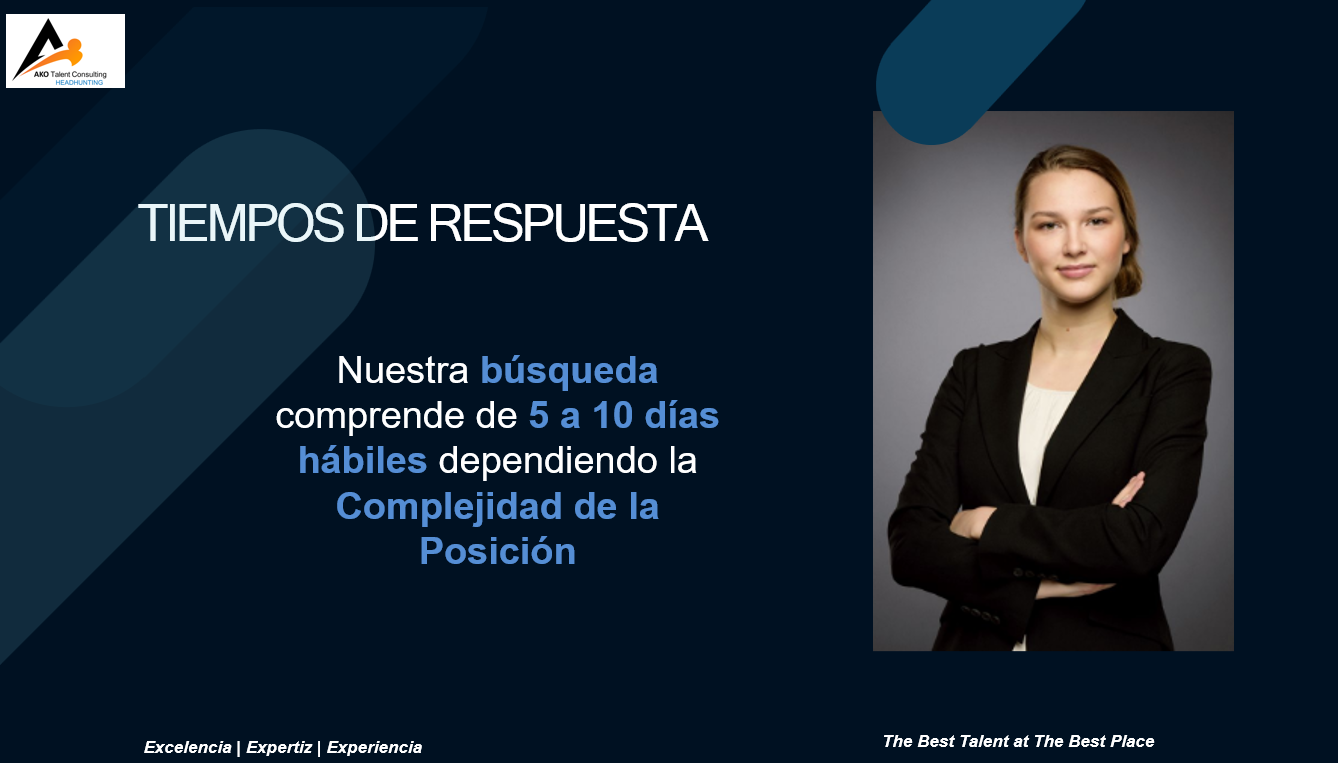 AKO Talent Consulting
HEADHUNTING
TIEMPOS DE RESPUESTA
Nuestra búsqueda
comprende de 5 a 10 días
hábiles dependiendo la
Complejidad de la
Posición
Excelencia | Expertiz | Experiencia
The Best Talent at The Best Place